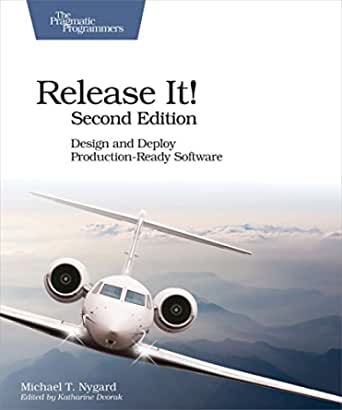 The
Pragmatic
Programmers
Release It!
Second Edition
Design and Deploy
Production-Ready Software
Michael T. Nygard
Edited by Katharine Dvorak